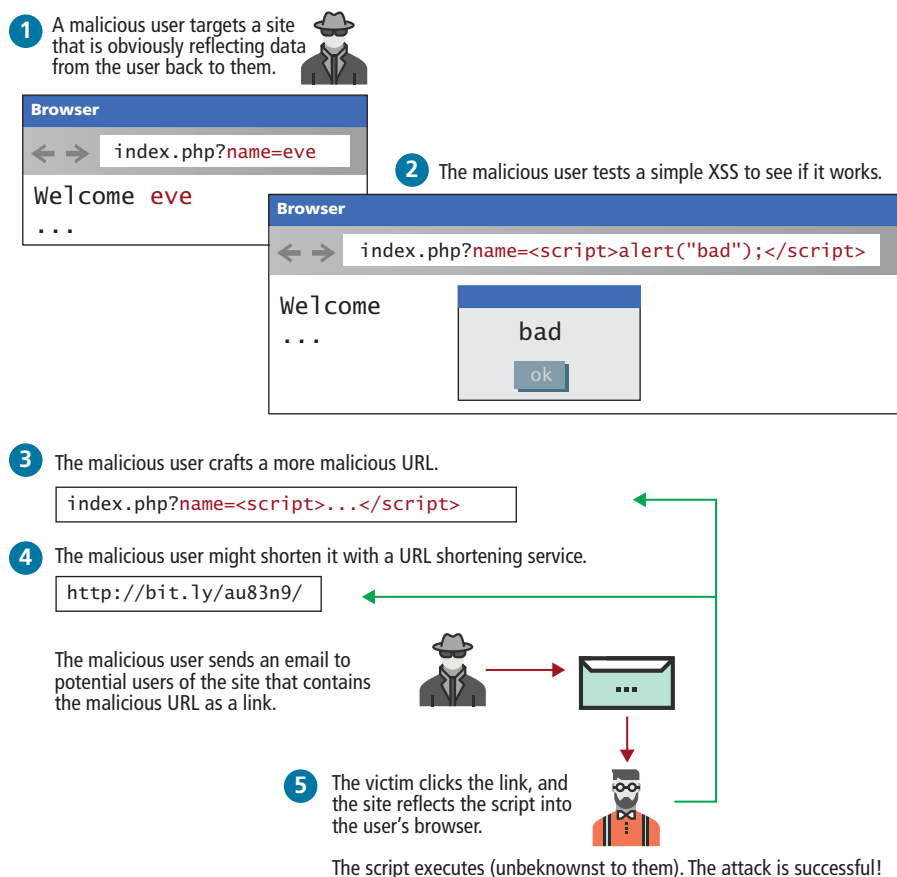 1
A malicious user targets a site
that is obviously reflecting data
from the user back to them.
Browser
index.php?name=eve
Welcome eve
...
2
The malicious user tests a simple XSS to see if it works.
Browser
index.php?name=<script>alert("bad");</script>
Welcome
...
bad
ok
3
The malicious user crafts a more malicious URL.
index.php?name=<script>...</script>
4
The malicious user might shorten it with a URL shortening service.
http://bit.ly/au83n9/
The malicious user sends an email to
potential users of the site that contains
the malicious URL as a link.
5
The victim clicks the link, and
the site reflects the script into
the user's browser.
The script executes (unbeknownst to them). The attack is successful!